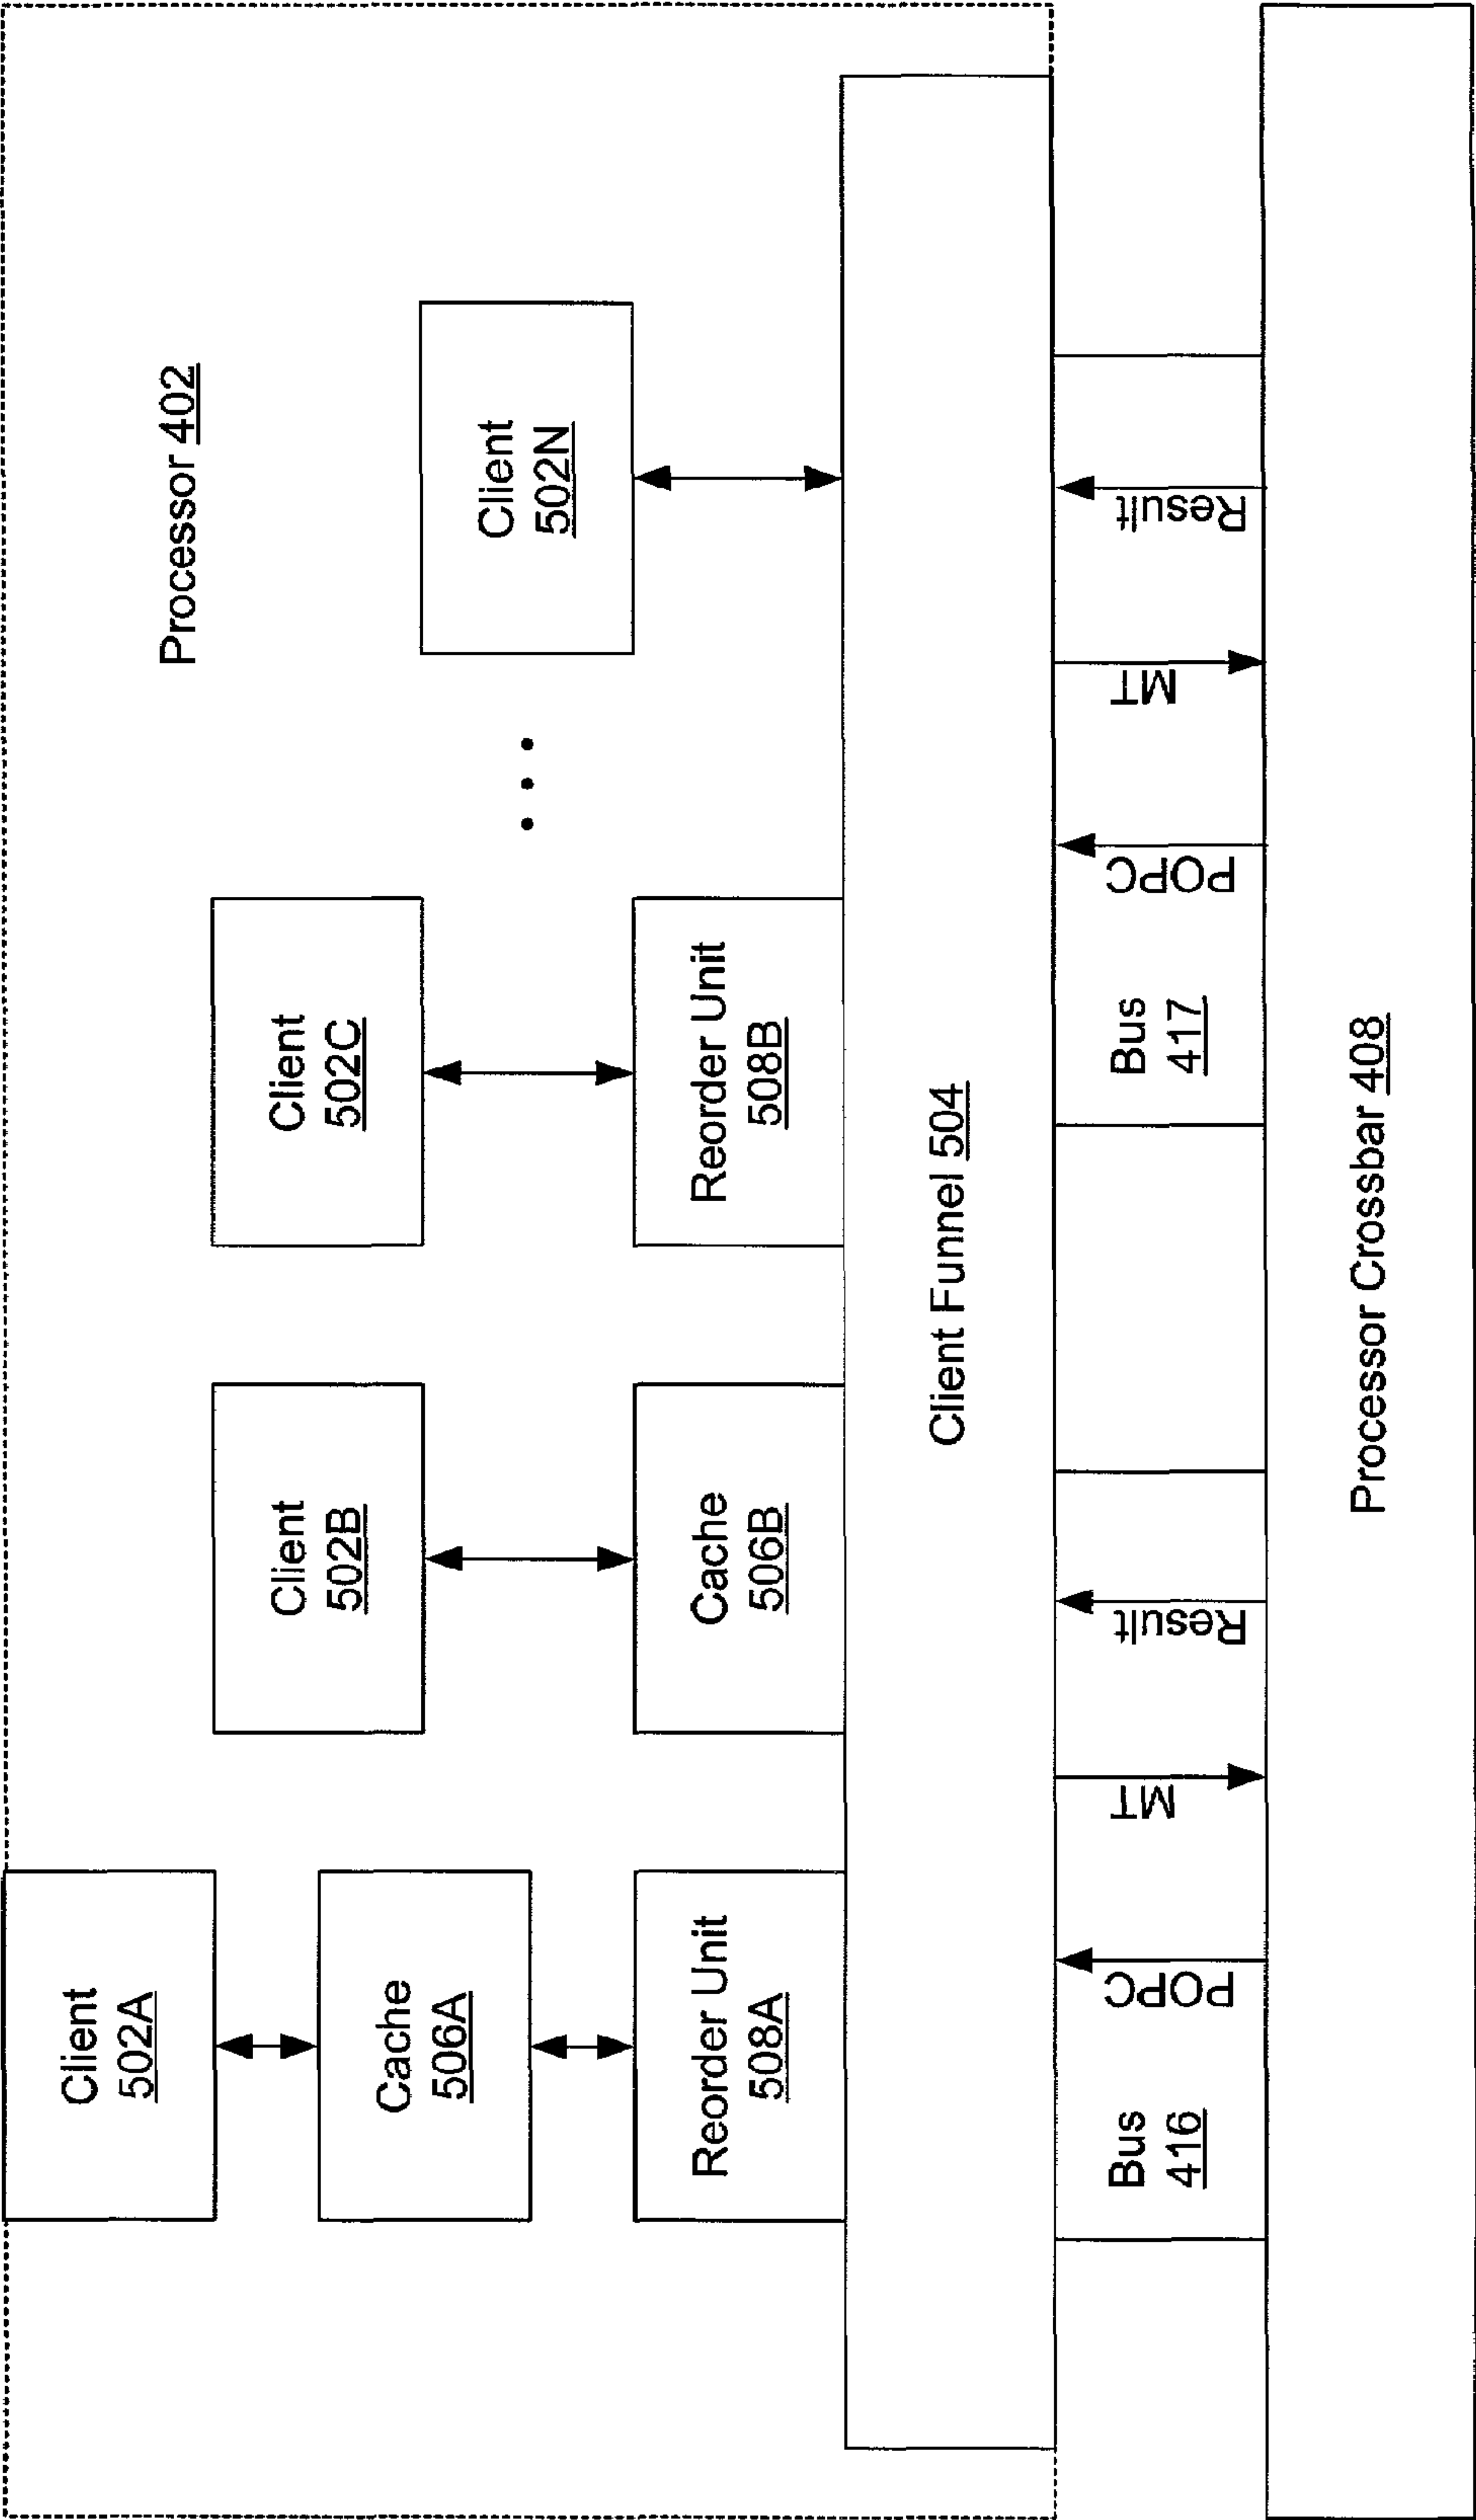 Processor 402
Client
502A
Client
502B
Client
502C
Client
502N
Cache
506A
Cache
506B
Reorder Unit
508A
Reorder Unit
508B
Client Funnel 504
Bus
416
POPC
MT
Result
Bus
417
POPC
MT
Result
Processor Crossbar 408